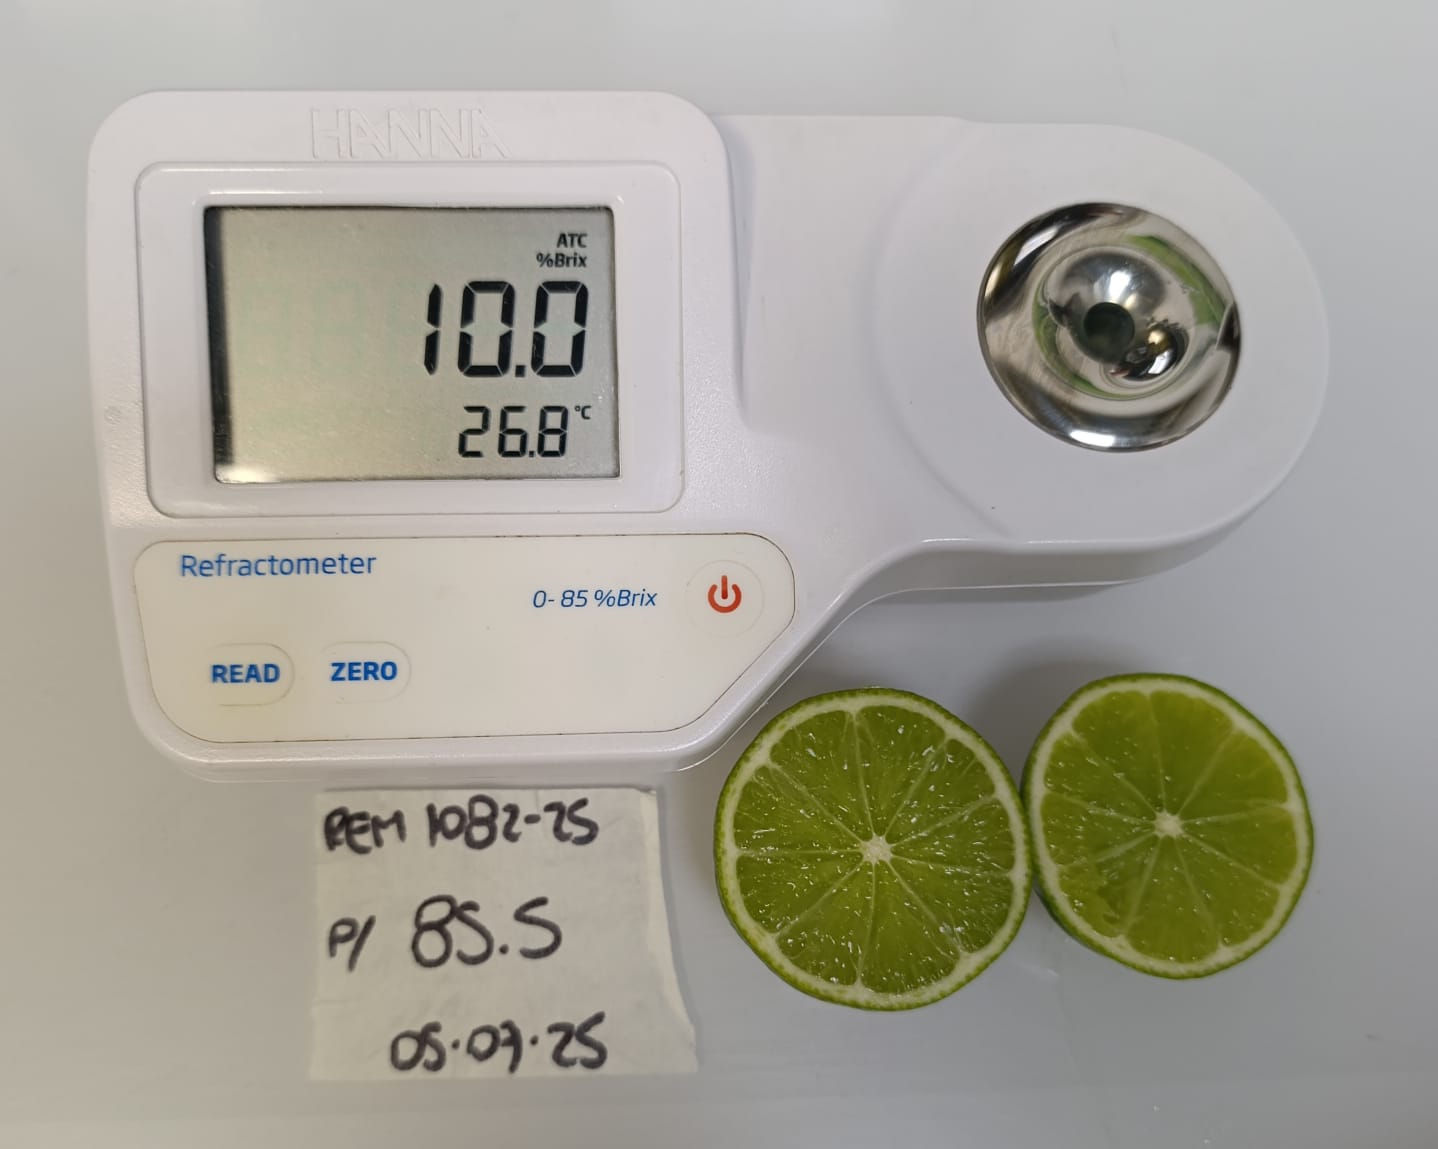 HANNA
ATC
%Brix
10.0
26.8 °C
Refractometer
0-85 %Brix
READ ZERO
REM 1082-25
P/ 85.5
05.07.25